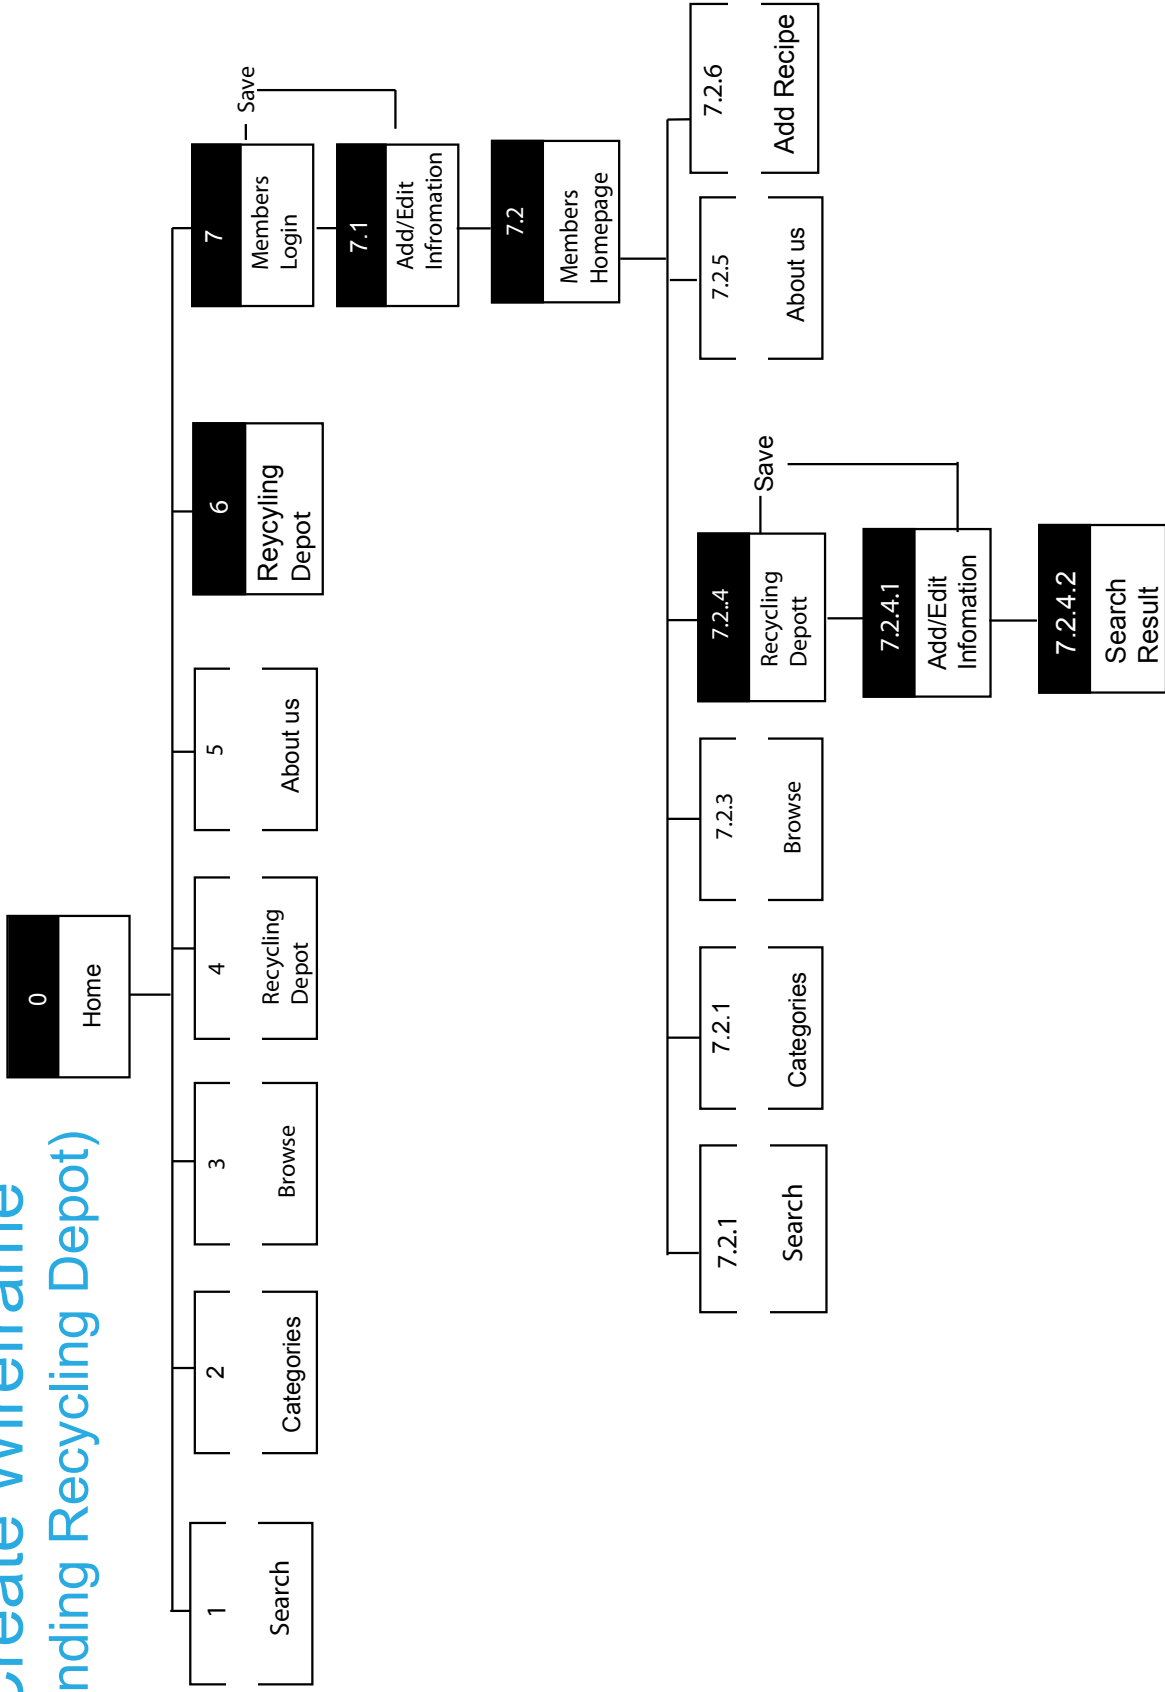 Create Wireframe
nding Recycling Depot)
0
Home
1
Search
2
Categories
3
Browse
4
Recycling
Depot
5
About us
6
Reycyling
Depot
7
Members
Login
Save
7.1
Add/Edit
Infromation
7.2
Members
Homepage
7.2.1
Search
7.2.1
Categories
7.2.3
Browse
7.2..4
Recycling
Depott
Save
7.2.4.1
Add/Edit
Infomation
7.2.4.2
Search
Result
7.2.5
About us
7.2.6
Add Recipe